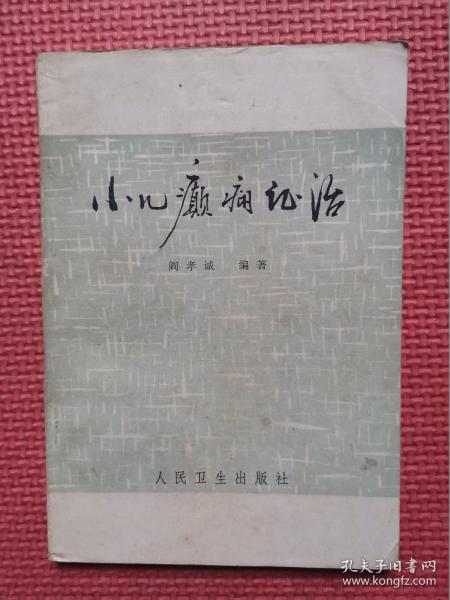 小儿癫痫证治
阎孝诚 编著
人民卫生出版社
孔夫子旧书网
www.kongfz.com